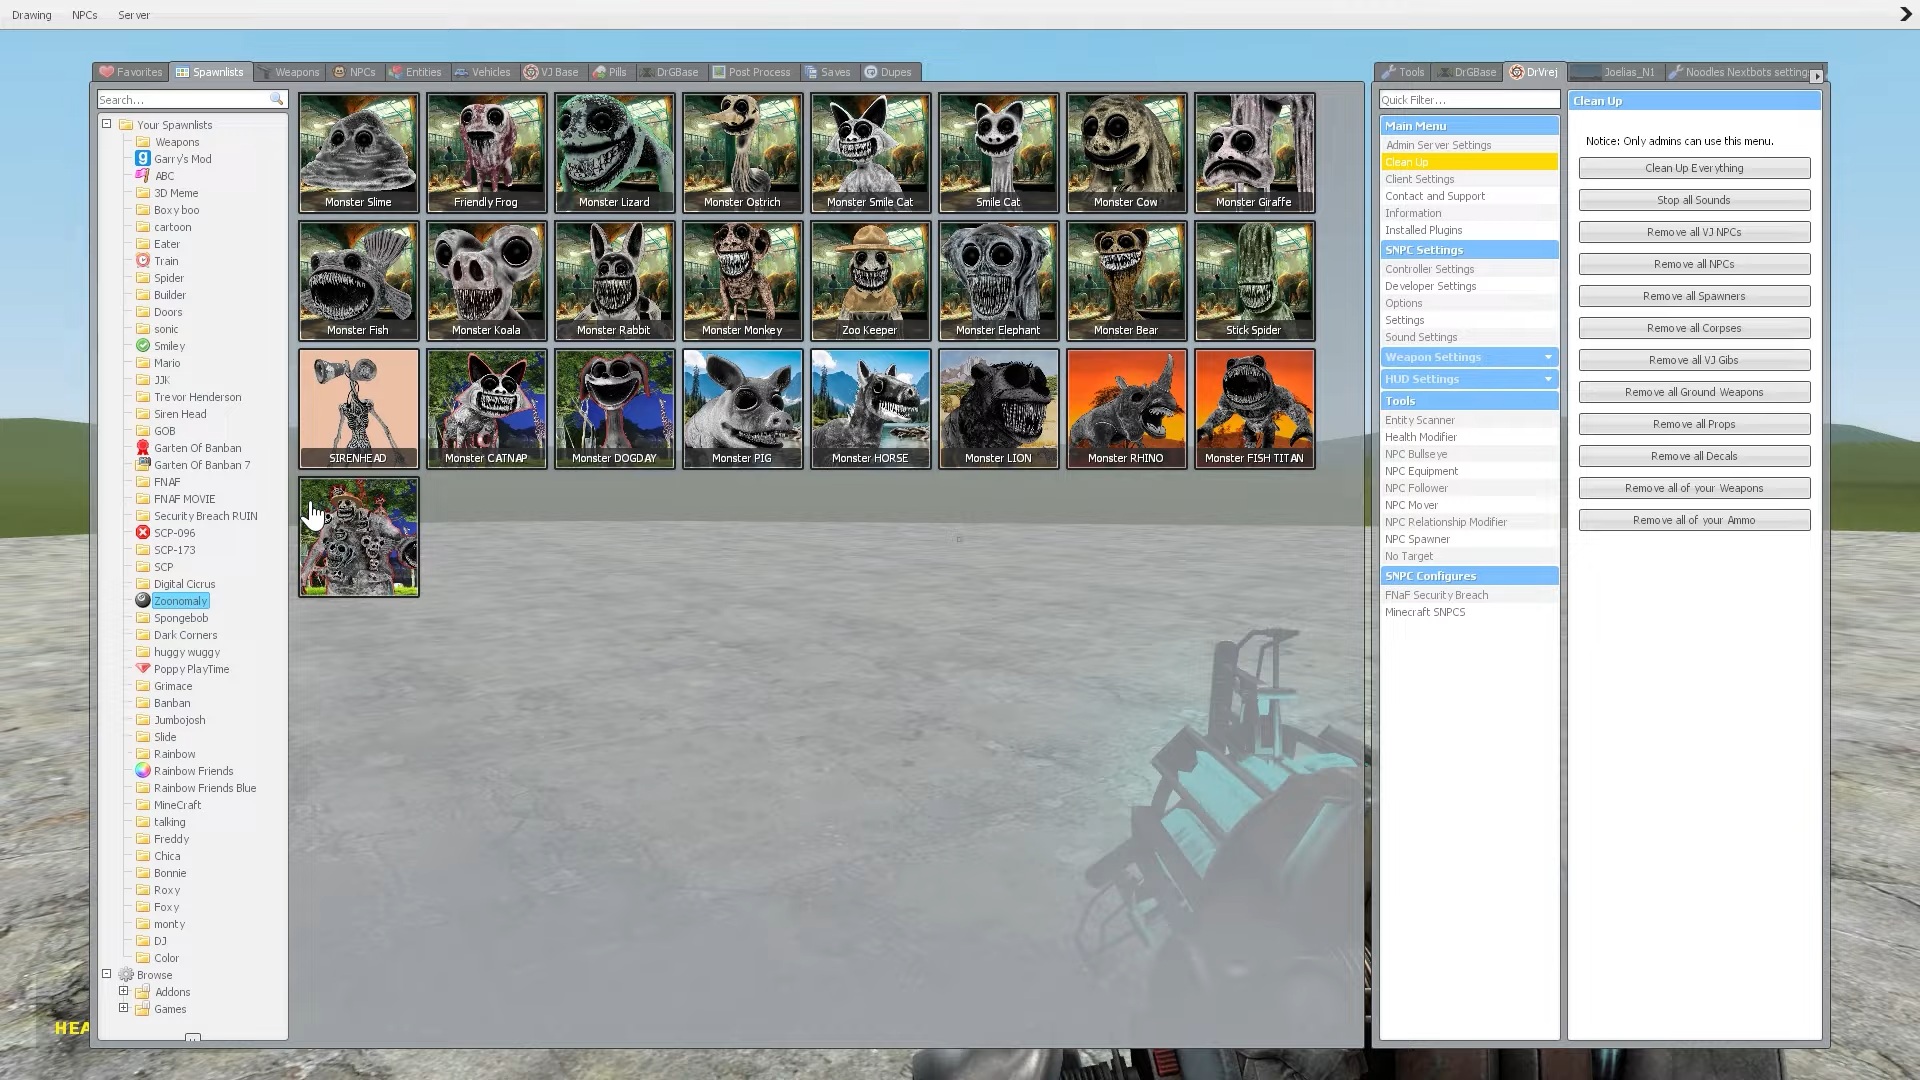 Drawing NPCs Server
Favorites Spawnlists Weapons NPCs Entities Vehicles VJ Base Pills DrGBase Post Process Saves Dupes
Search...
Your Spawnlists
Weapons
Garry's Mod
ABC
3D Meme
Boxy boo
cartoon
Eater
Train
Spider
Builder
Doors
sonic
Smiley
Mario
JJK
Trevor Henderson
Siren Head
GOB
Garten Of Banban
Garten Of Banban 7
FNAF
FNAF MOVIE
Security Breach RUIN
SCP-096
SCP-173
SCP
Digital Cicrus
Zoonomaly
Spongebob
Dark Corners
huggy wuggy
Poppy PlayTime
Grimace
Banban
Jumbojosh
Slide
Rainbow
Rainbow Friends
Rainbow Friends Blue
MineCraft
talking
Freddy
Chica
Bonnie
Roxy
Foxy
monty
DJ
Color
Browse
Addons
Games
HEA
Monster Slime Friendly Frog Monster Lizard Monster Ostrich Monster Smile Cat Smile Cat Monster Cow Monster Giraffe
Monster Fish Monster Koala Monster Rabbit Monster Monkey Zoo Keeper Monster Elephant Monster Bear Stick Spider
SIRENHEAD Monster CATNAP Monster DOGDAY Monster PIG Monster HORSE Monster LION Monster RHINO Monster FISH TITAN
Tools DrGBase DrVrej Joelias_N1 Noodles Nextbots setting
Quick Filter...
Main Menu
Admin Server Settings
Clean Up
Client Settings
Contact and Support
Information
Installed Plugins
SNPC Settings
Controller Settings
Developer Settings
Options
Settings
Sound Settings
Weapon Settings
HUD Settings
Tools
Entity Scanner
Health Modifier
NPC Bullseye
NPC Equipment
NPC Follower
NPC Mover
NPC Relationship Modifier
NPC Spawner
No Target
SNPC Configures
FNaF Security Breach
Minecraft SNPCS
Clean Up
Notice: Only admins can use this menu.
Clean Up Everything
Stop all Sounds
Remove all VJ NPCs
Remove all NPCs
Remove all Spawners
Remove all Corpses
Remove all VJ Gibs
Remove all Ground Weapons
Remove all Props
Remove all Decals
Remove all of your Weapons
Remove all of your Ammo